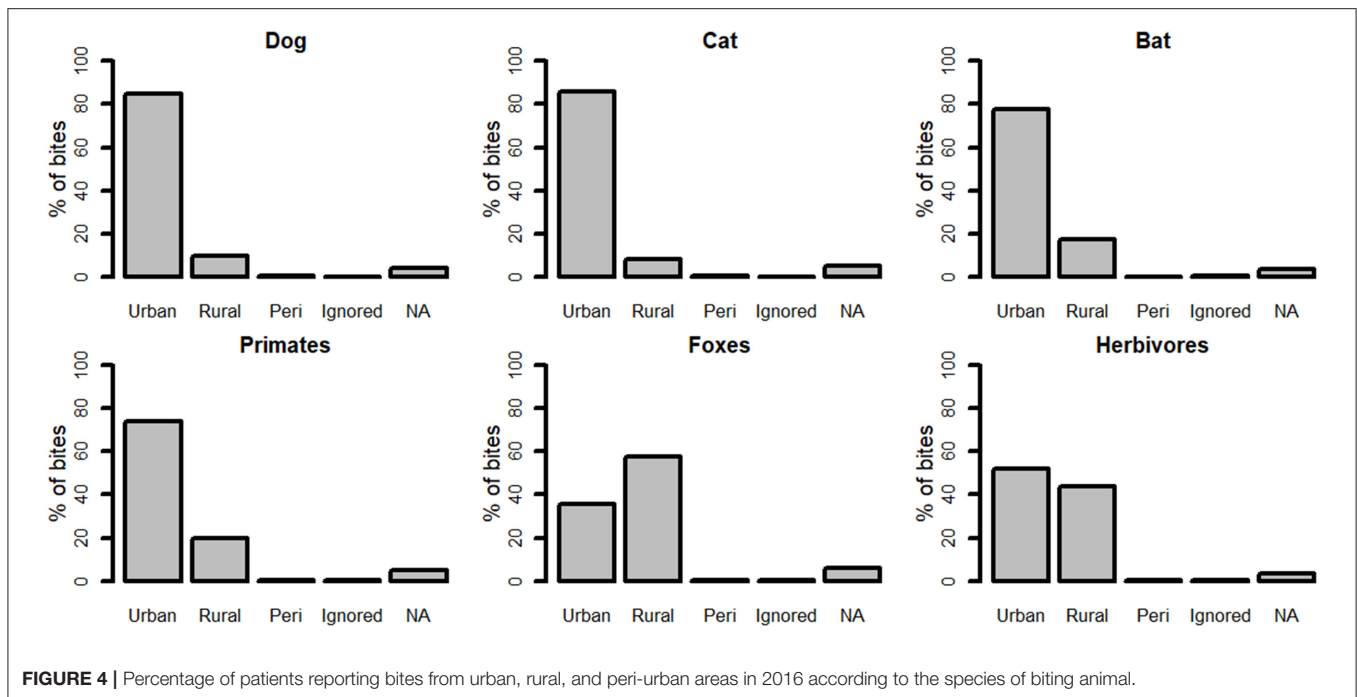 Dog
% of bites
0 20 40 60 80 100
Urban Rural Peri Ignored NA
Cat
% of bites
0 20 40 60 80 100
Urban Rural Peri Ignored NA
Bat
% of bites
0 20 40 60 80 100
Urban Rural Peri Ignored NA
Primates
% of bites
0 20 40 60 80 100
Urban Rural Peri Ignored NA
Foxes
% of bites
0 20 40 60 80 100
Urban Rural Peri Ignored NA
Herbivores
% of bites
0 20 40 60 80 100
Urban Rural Peri Ignored NA
FIGURE 4 | Percentage of patients reporting bites from urban, rural, and peri-urban areas in 2016 according to the species of biting animal.